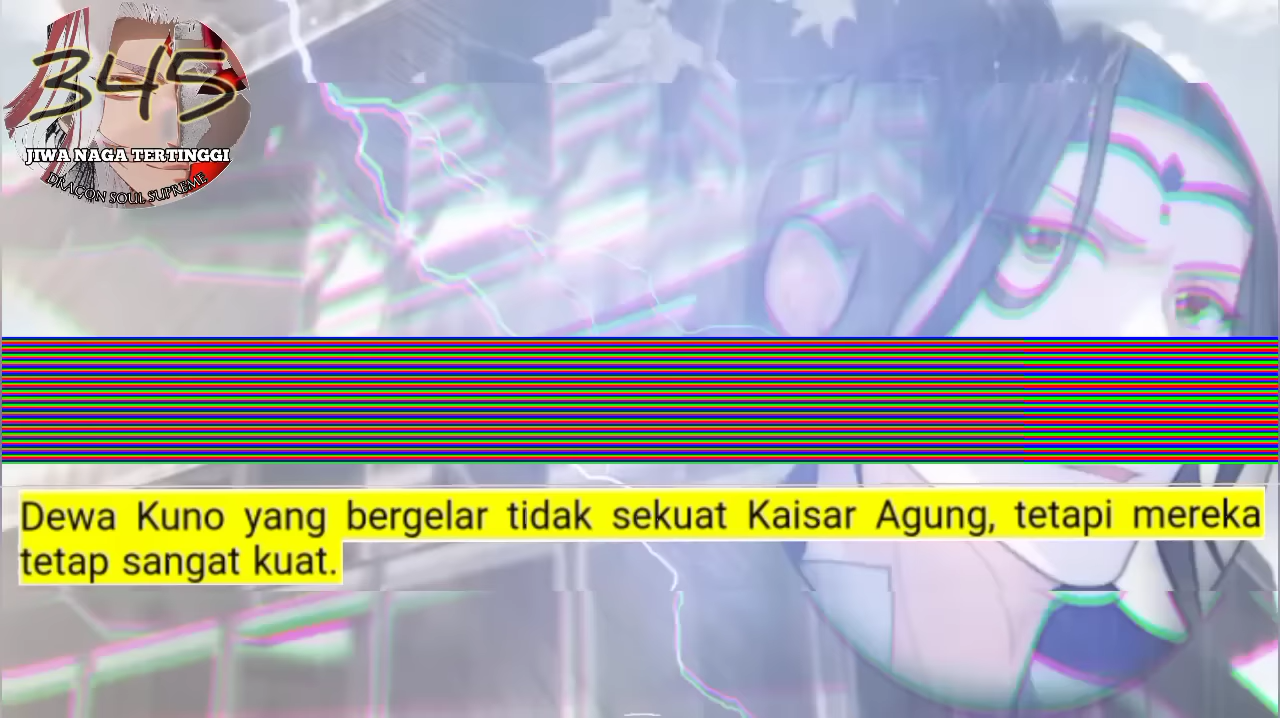 345
JIWA NAGA TERTINGGI
DRAGON SOUL SUPREME
Dewa Kuno yang bergelar tidak sekuat Kaisar Agung, tetapi mereka
tetap sangat kuat.